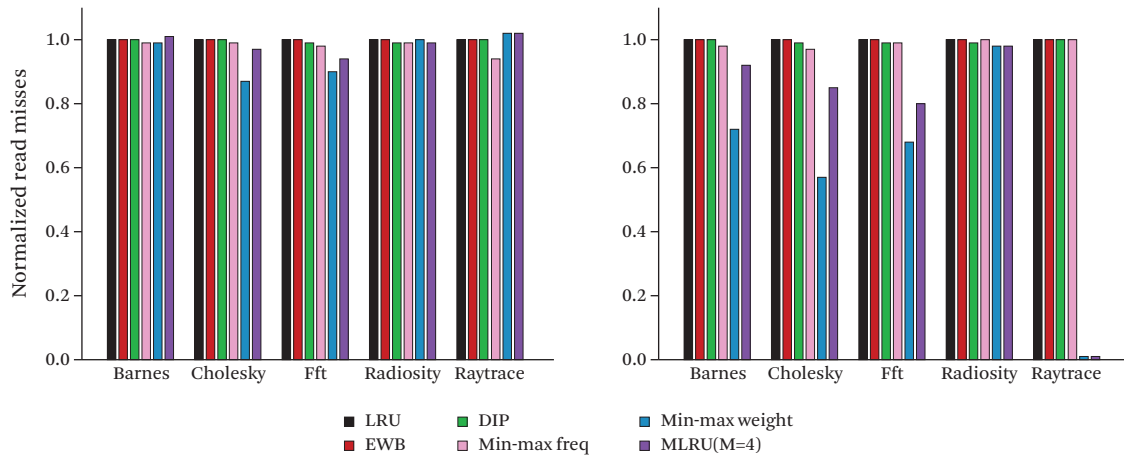 Normalized read misses
1.0
0.8
0.6
0.4
0.2
0.0
Barnes Cholesky Fft Radiosity Raytrace
1.0
0.8
0.6
0.4
0.2
0.0
Barnes Cholesky Fft Radiosity Raytrace
LRU DIP Min-max weight
EWB Min-max freq MLRU(M=4)